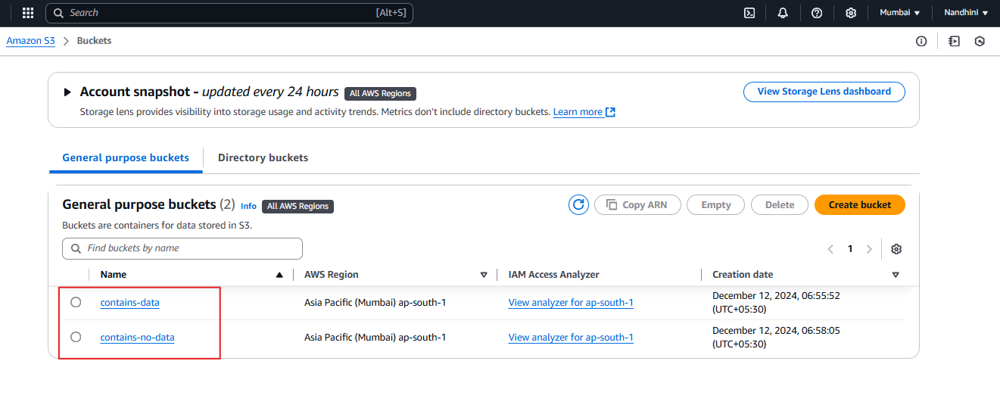 Search [Alt+S] Mumbai Nandhini
Amazon S3 Buckets
Account snapshot - updated every 24 hours All AWS Regions View Storage Lens dashboard
Storage lens provides visibility into storage usage and activity trends. Metrics don't include directory buckets. Learn more
General purpose buckets Directory buckets
General purpose buckets (2) Info All AWS Regions Copy ARN Empty Delete Create bucket
Buckets are containers for data stored in S3.
Find buckets by name 1
Name AWS Region IAM Access Analyzer Creation date
contains-data Asia Pacific (Mumbai) ap-south-1 View analyzer for ap-south-1 December 12, 2024, 06:55:52
(UTC+05:30)
contains-no-data Asia Pacific (Mumbai) ap-south-1 View analyzer for ap-south-1 December 12, 2024, 06:58:05
(UTC+05:30)